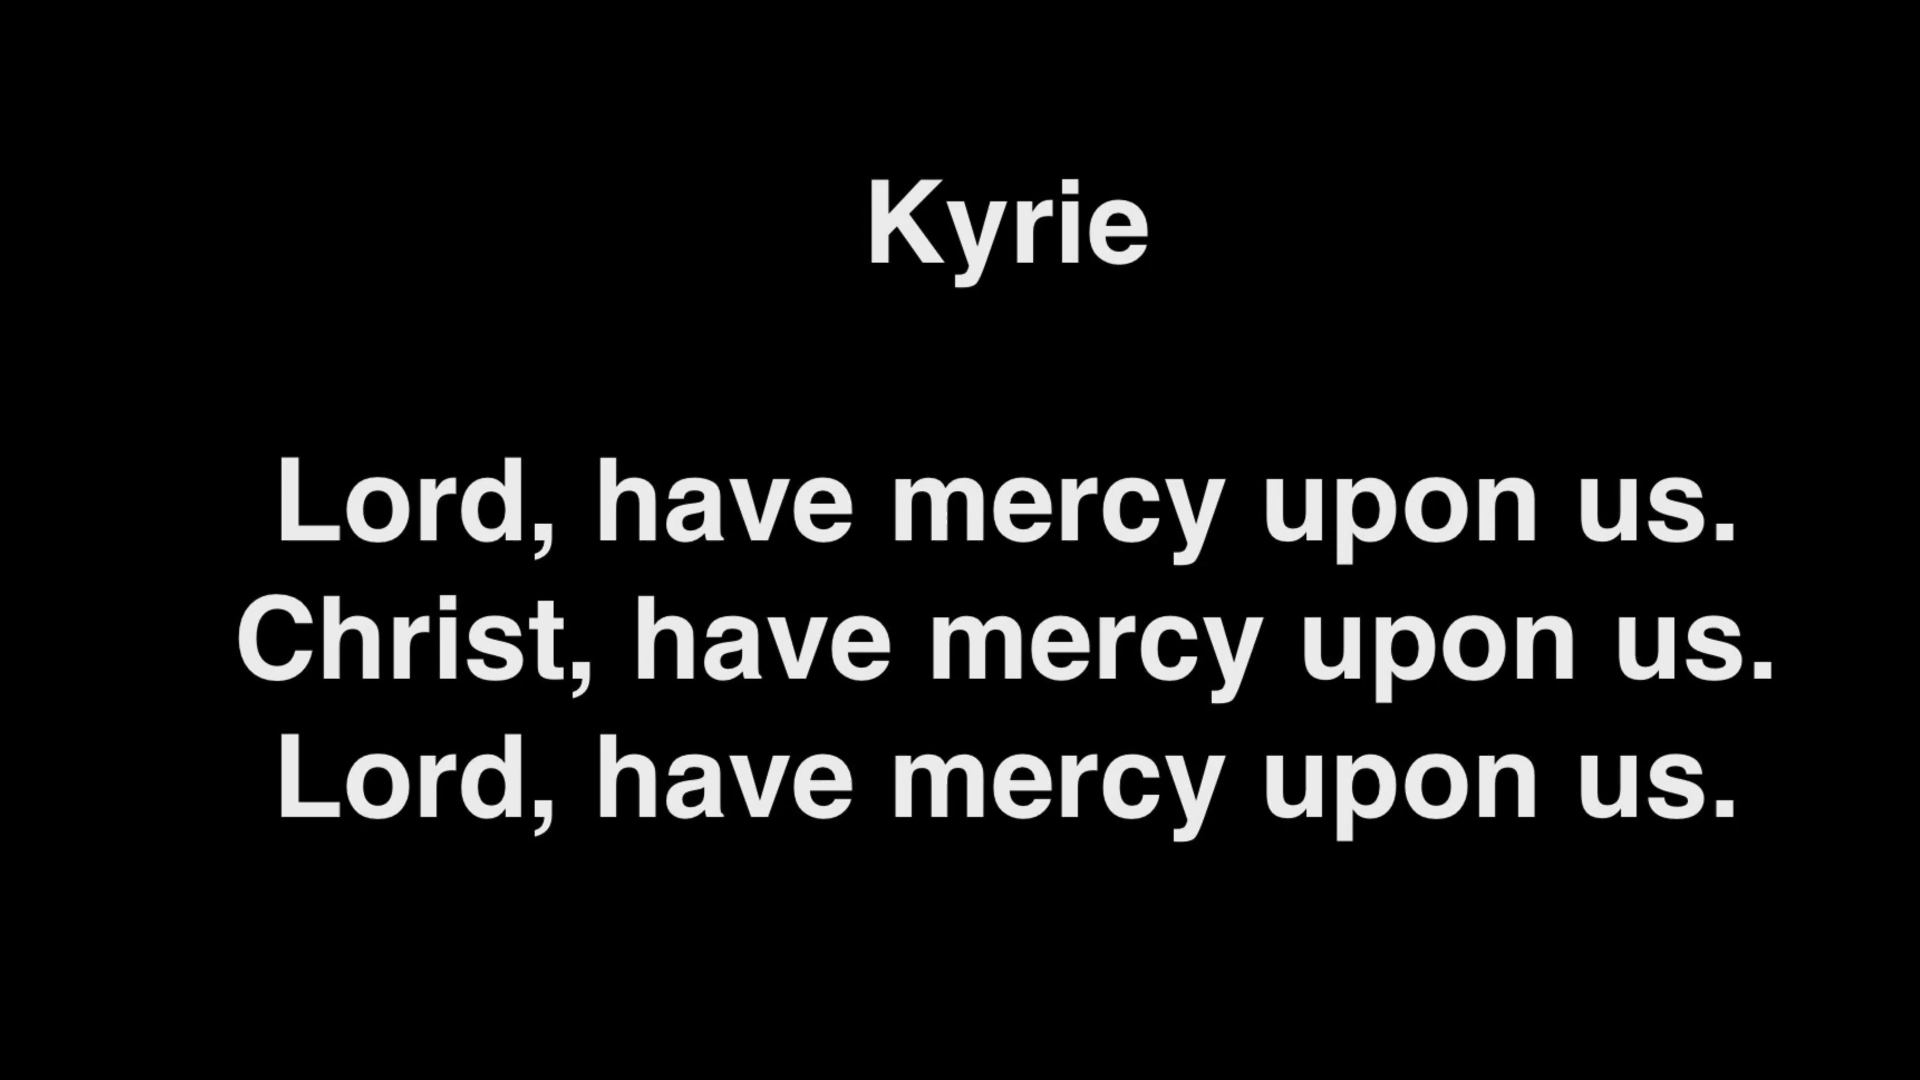 Kyrie
Lord, have mercy upon us.
Christ, have mercy upon us.
Lord, have mercy upon us.